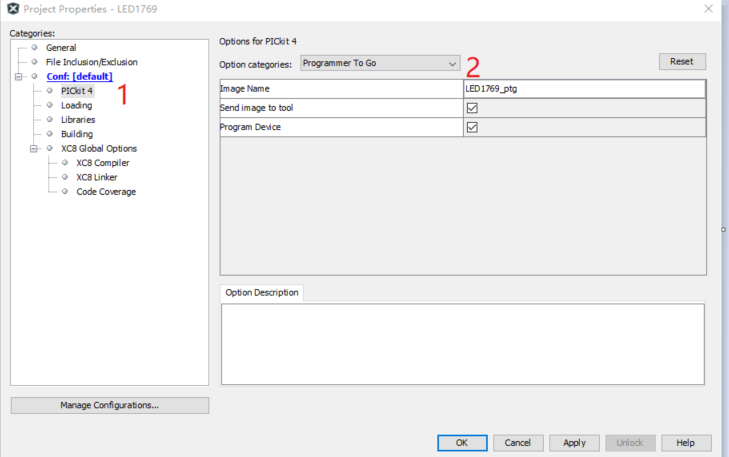 Project Properties - LED1769
Categories:
General
File Inclusion/Exclusion
Conf: [default]
PICkit 4
1
Loading
Libraries
Building
XC8 Global Options
XC8 Compiler
XC8 Linker
Code Coverage
Manage Configurations...
Options for PICkit 4
Option categories: Programmer To Go 2 Reset
Image Name LED1769_ptg
Send image to tool
Program Device
Option Description
OK Cancel Apply Unlock Help